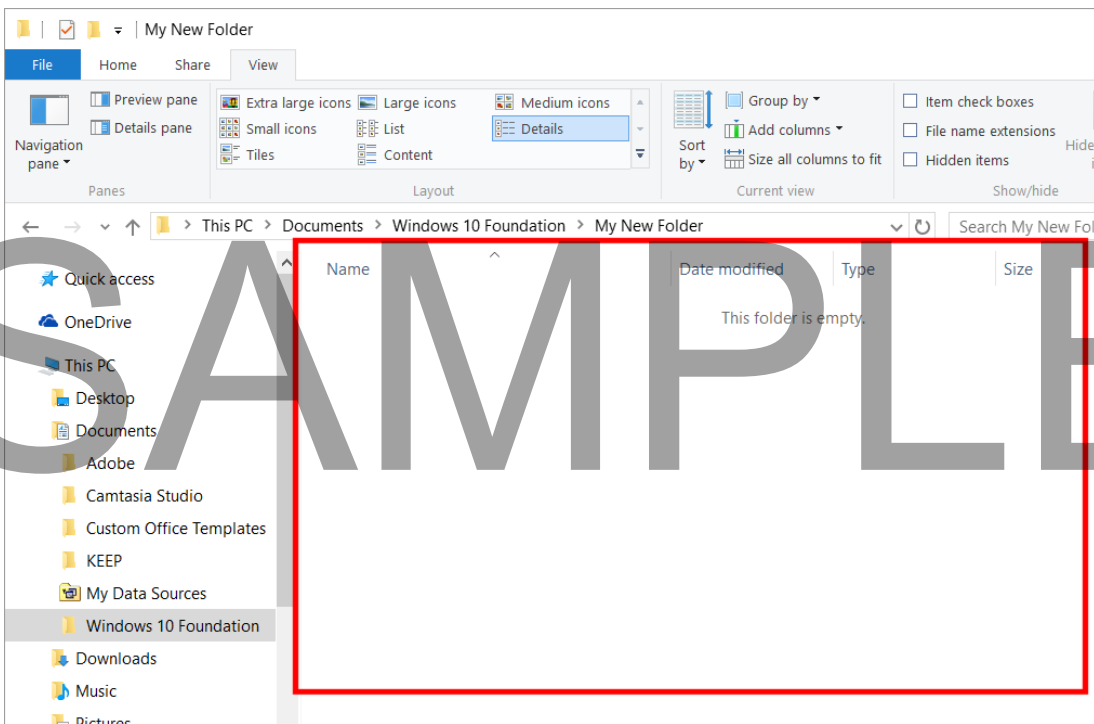 My New Folder
File Home Share View
Navigation pane
Preview pane
Details pane
Panes
Extra large icons Large icons Medium icons
Small icons List Details
Tiles Content
Layout
Sort by
Group by
Add columns
Size all columns to fit
Current view
Item check boxes
File name extensions
Hidden items
Hide
Show/hide
This PC > Documents > Windows 10 Foundation > My New Folder
Search My New Fol
SAMPLE
Quick access
OneDrive
This PC
Desktop
Documents
Adobe
Camtasia Studio
Custom Office Templates
KEEP
My Data Sources
Windows 10 Foundation
Downloads
Music
Pictures
Name Date modified Type Size
This folder is empty.